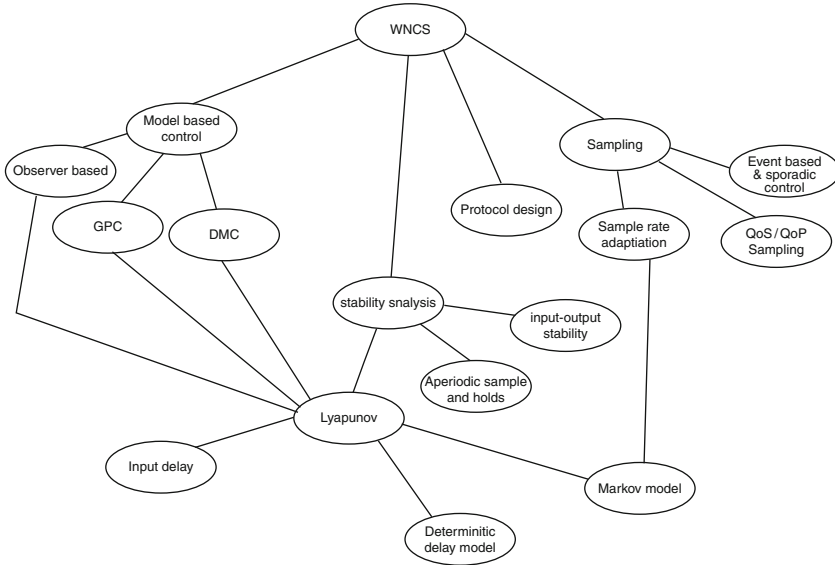 WNCS
Model based
control
Sampling
Observer based
Event based
& sporadic
control
GPC
DMC
Protocol design
Sample rate
adaptiation
QoS/QoP
Sampling
stability snalysis
input-output
stability
Aperiodic sample
and holds
Lyapunov
Input delay
Markov model
Determinitic
delay model